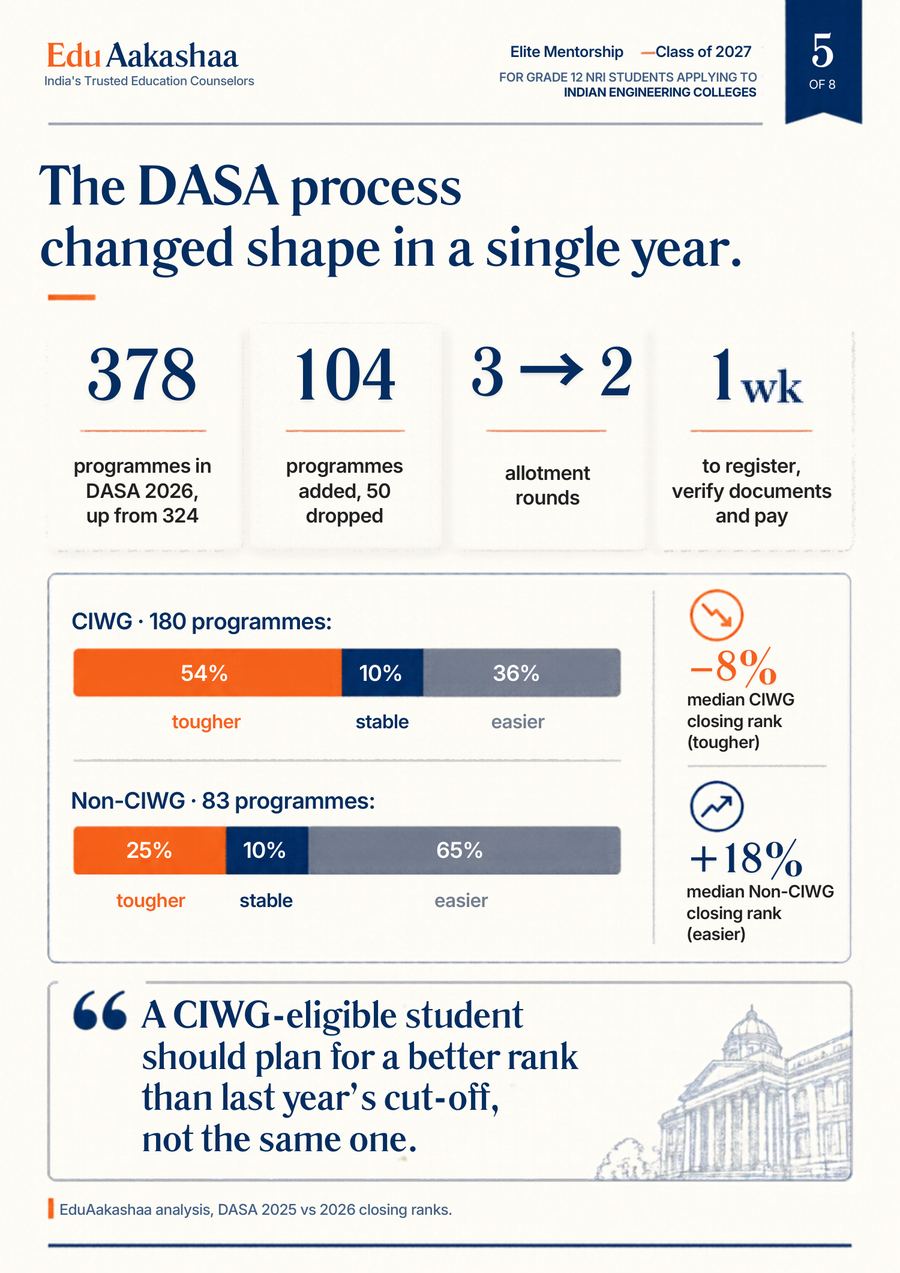 Edu Aakashaa
India's Trusted Education Counselors
Elite Mentorship —Class of 2027
FOR GRADE 12 NRI STUDENTS APPLYING TO
INDIAN ENGINEERING COLLEGES
5
OF 8
The DASA process
changed shape in a single year.
378
programmes in
DASA 2026,
up from 324
104
programmes
added, 50
dropped
3 → 2
allotment
rounds
1 wk
to register,
verify documents
and pay
CIWG · 180 programmes:
54% 10% 36%
tougher stable easier
Non-CIWG · 83 programmes:
25% 10% 65%
tougher stable easier
−8%
median CIWG
closing rank
(tougher)
+18%
median Non-CIWG
closing rank
(easier)
“A CIWG-eligible student
should plan for a better rank
than last year’s cut-off,
not the same one.
EduAakashaa analysis, DASA 2025 vs 2026 closing ranks.